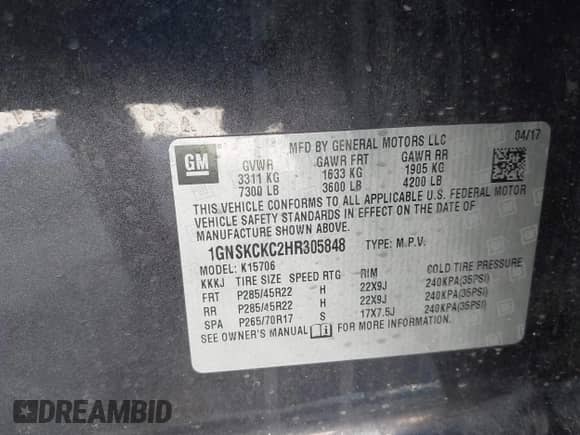 MFD BY GENERAL MOTORS LLC 04/17
GM GVWR GAWR FRT GAWR RR
3311 KG 1633 KG 1905 KG
7300 LB 3600 LB 4200 LB
THIS VEHICLE CONFORMS TO ALL APPLICABLE U.S. FEDERAL MOTOR
VEHICLE SAFETY STANDARDS IN EFFECT ON THE DATE OF
MANUFACTURE SHOWN ABOVE.
1GNSKCKC2HR305848 TYPE: M.P.V.
MODEL: K15706
KKKJ TIRE SIZE SPEED RTG RIM COLD TIRE PRESSURE
FRT P285/45R22 H 22X9J 240KPA(35PSI)
RR P285/45R22 H 22X9J 240KPA(35PSI)
SPA P265/70R17 S 17X7.5J 240KPA(35PSI)
SEE OWNER'S MANUAL FOR MORE INFORMATION.
DREAMBID